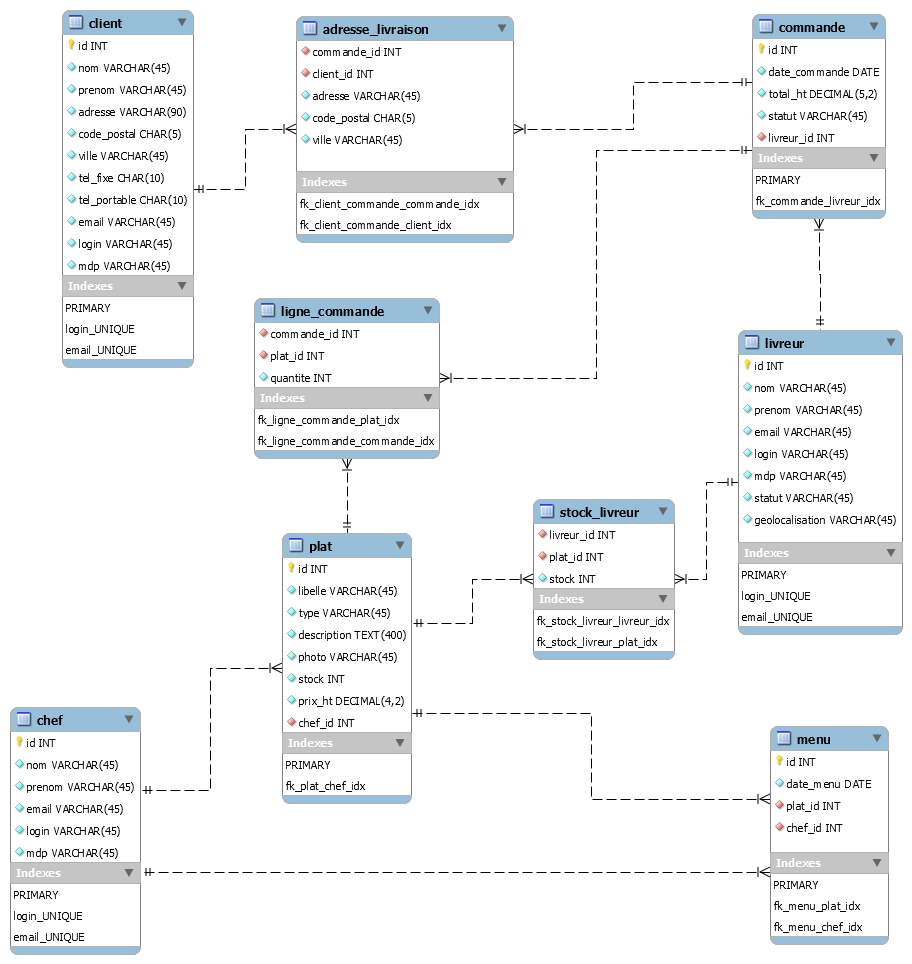 client
id INT
nom VARCHAR(45)
prenom VARCHAR(45)
adresse VARCHAR(90)
code_postal CHAR(5)
ville VARCHAR(45)
tel_fixe CHAR(10)
tel_portable CHAR(10)
email VARCHAR(45)
login VARCHAR(45)
mdp VARCHAR(45)
Indexes
PRIMARY
login_UNIQUE
email_UNIQUE
adresse_livraison
commande_id INT
client_id INT
adresse VARCHAR(45)
code_postal CHAR(5)
ville VARCHAR(45)
Indexes
fk_client_commande_commande_idx
fk_client_commande_client_idx
commande
id INT
date_commande DATE
total_ht DECIMAL(5,2)
statut VARCHAR(45)
livreur_id INT
Indexes
PRIMARY
fk_commande_livreur_idx
ligne_commande
commande_id INT
plat_id INT
quantite INT
Indexes
fk_ligne_commande_plat_idx
fk_ligne_commande_commande_idx
livreur
id INT
nom VARCHAR(45)
prenom VARCHAR(45)
email VARCHAR(45)
login VARCHAR(45)
mdp VARCHAR(45)
statut VARCHAR(45)
geolocalisation VARCHAR(45)
Indexes
PRIMARY
login_UNIQUE
email_UNIQUE
stock_livreur
livreur_id INT
plat_id INT
stock INT
Indexes
fk_stock_livreur_livreur_idx
fk_stock_livreur_plat_idx
plat
id INT
libelle VARCHAR(45)
type VARCHAR(45)
description TEXT(400)
photo VARCHAR(45)
stock INT
prix_ht DECIMAL(4,2)
chef_id INT
Indexes
PRIMARY
fk_plat_chef_idx
chef
id INT
nom VARCHAR(45)
prenom VARCHAR(45)
email VARCHAR(45)
login VARCHAR(45)
mdp VARCHAR(45)
Indexes
PRIMARY
login_UNIQUE
email_UNIQUE
menu
id INT
date_menu DATE
plat_id INT
chef_id INT
Indexes
PRIMARY
fk_menu_plat_idx
fk_menu_chef_idx